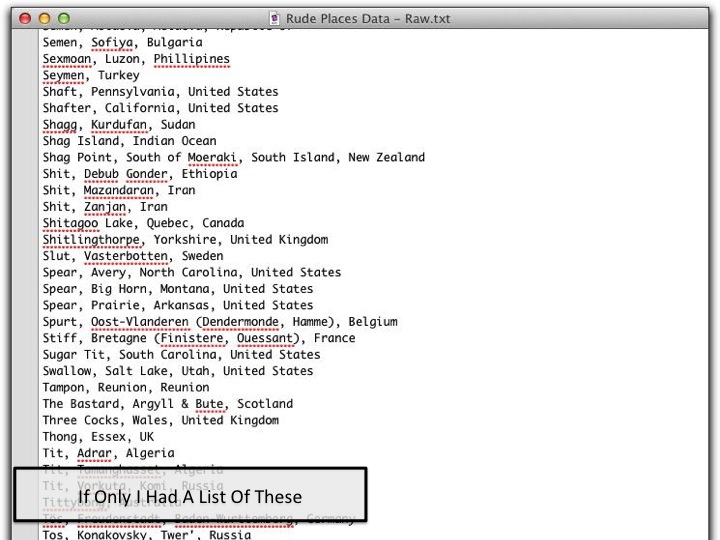 Rude Places Data – Raw.txt
Semen, Sofiya, Bulgaria
Sexmoan, Luzon, Phillipines
Seymen, Turkey
Shaft, Pennsylvania, United States
Shafter, California, United States
Shagg, Kurdufan, Sudan
Shag Island, Indian Ocean
Shag Point, South of Moeraki, South Island, New Zealand
Shit, Debub Gonder, Ethiopia
Shit, Mazandaran, Iran
Shit, Zanjan, Iran
Shitagoo Lake, Quebec, Canada
Shitlingthorpe, Yorkshire, United Kingdom
Slut, Vasterbotten, Sweden
Spear, Avery, North Carolina, United States
Spear, Big Horn, Montana, United States
Spear, Prairie, Arkansas, United States
Spurt, Oost-Vlanderen (Dendermonde, Hamme), Belgium
Stiff, Bretagne (Finistere, Ouessant), France
Sugar Tit, South Carolina, United States
Swallow, Salt Lake, Utah, United States
Tampon, Reunion, Reunion
The Bastard, Argyll & Bute, Scotland
Three Cocks, Wales, United Kingdom
Thong, Essex, UK
Tit, Adrar, Algeria
Tit, Tamanghasset, Algeria
Tit, Vorkuta, Komi, Russia
If Only I Had A List Of These
Tos, Konakovsky, Twer', Russia